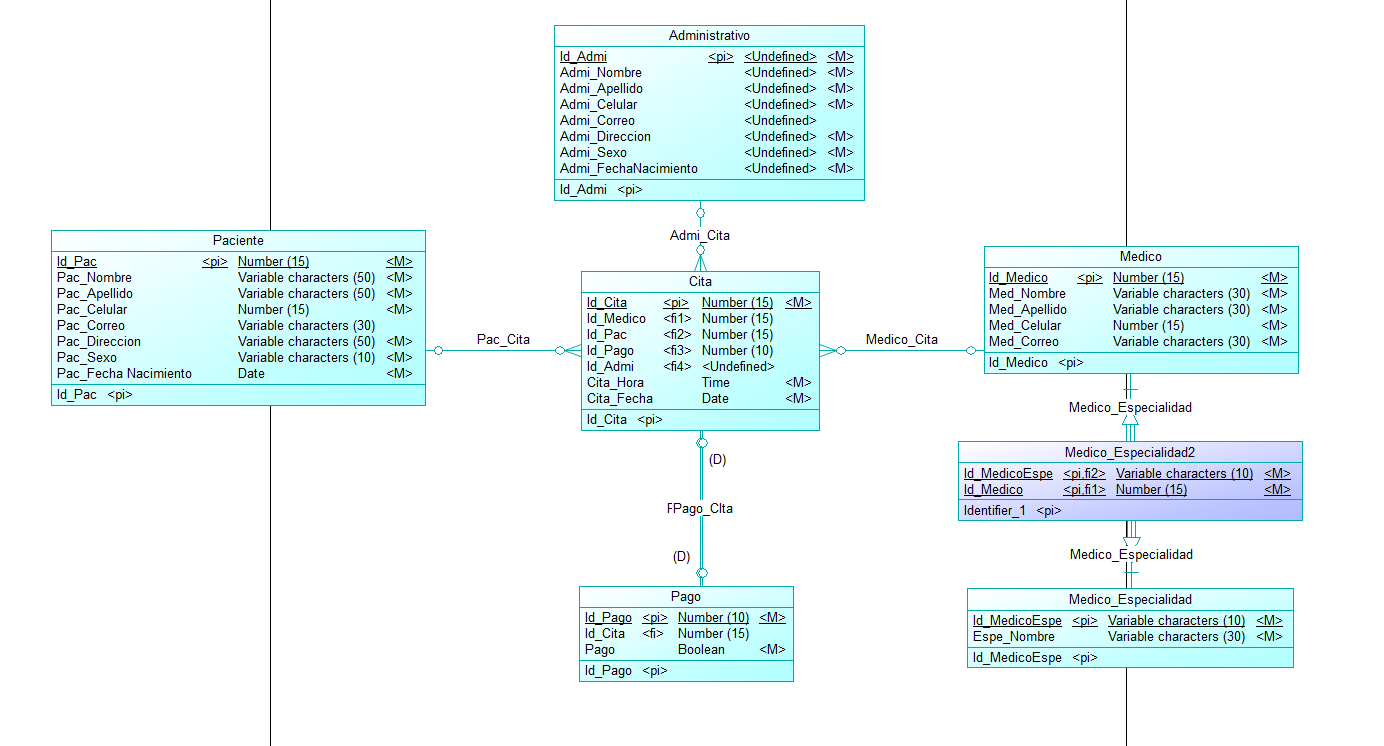 Administrativo
Id_Admi <pi> <Undefined> <M>
Admi_Nombre <Undefined> <M>
Admi_Apellido <Undefined> <M>
Admi_Celular <Undefined> <M>
Admi_Correo <Undefined>
Admi_Direccion <Undefined> <M>
Admi_Sexo <Undefined> <M>
Admi_FechaNacimiento <Undefined> <M>
Id_Admi <pi>
Admi_Cita
Paciente
Id_Pac <pi> Number (15) <M>
Pac_Nombre Variable characters (50) <M>
Pac_Apellido Variable characters (50) <M>
Pac_Celular Number (15) <M>
Pac_Correo Variable characters (30)
Pac_Direccion Variable characters (50) <M>
Pac_Sexo Variable characters (10) <M>
Pac_Fecha Nacimiento Date <M>
Id_Pac <pi>
Pac_Cita
Cita
Id_Cita <pi> Number (15) <M>
Id_Medico <fi1> Number (15)
Id_Pac <fi2> Number (15)
Id_Pago <fi3> Number (10)
Id_Admi <fi4> <Undefined>
Cita_Hora Time <M>
Cita_Fecha Date <M>
Id_Cita <pi>
Medico_Cita
Medico
Id_Medico <pi> Number (15) <M>
Med_Nombre Variable characters (30) <M>
Med_Apellido Variable characters (30) <M>
Med_Celular Number (15) <M>
Med_Correo Variable characters (30) <M>
Id_Medico <pi>
Medico_Especialidad
Medico_Especialidad2
Id_MedicoEspe <pi,fi2> Variable characters (10) <M>
Id_Medico <pi,fi1> Number (15) <M>
Identifier_1 <pi>
Medico_Especialidad
Medico_Especialidad
Id_MedicoEspe <pi> Variable characters (10) <M>
Espe_Nombre Variable characters (30) <M>
Id_MedicoEspe <pi>
(D)
Pago_CIta
(D)
Pago
Id_Pago <pi> Number (10) <M>
Id_Cita <fi> Number (15)
Pago Boolean <M>
Id_Pago <pi>